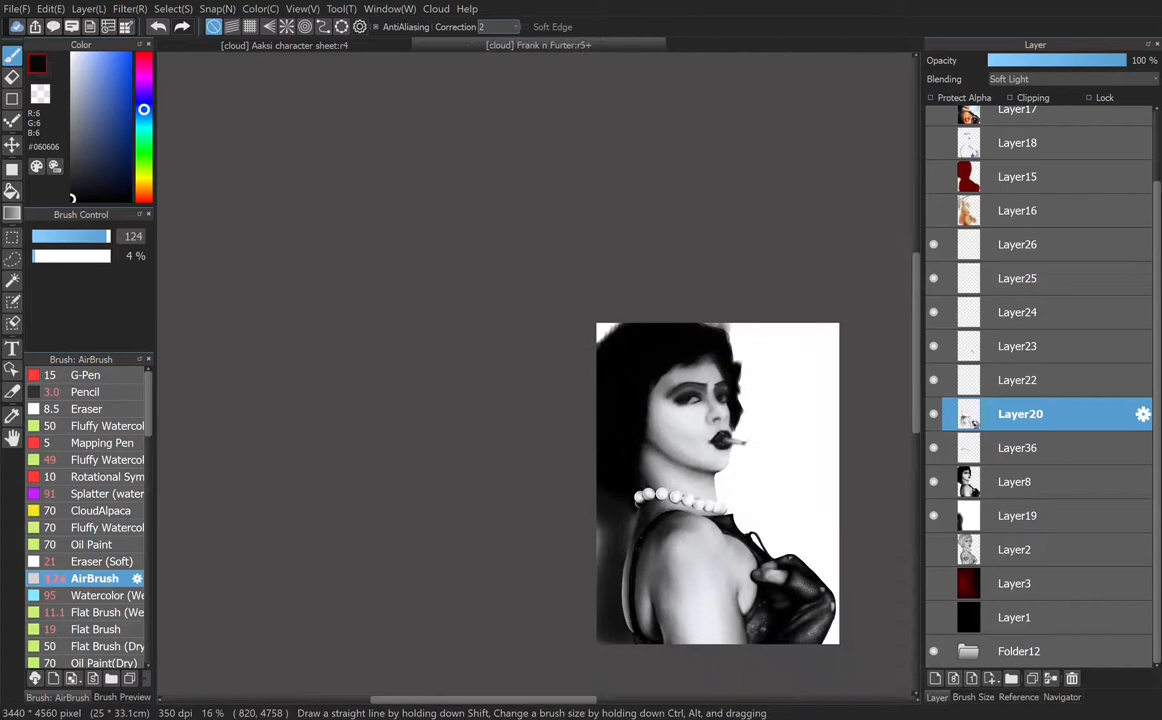 File(F) Edit(E) Layer(L) Filter(R) Select(S) Snap(N) Color(C) View(V) Tool(T) Window(W) Cloud Help
AntiAliasing Correction 2 Soft Edge
Color
[cloud] Aaksi character sheet:r4
[cloud] Frank n Furter:r5+
Layer
Opacity 100 %
Blending Soft Light
Protect Alpha Clipping Lock
R:6
G:6
B:6
#060606
Brush Control
124
4 %
Brush: AirBrush
15 G-Pen
3.0 Pencil
8.5 Eraser
50 Fluffy Watercol
5 Mapping Pen
49 Fluffy Watercol
10 Rotational Sym
91 Splatter (water
70 CloudAlpaca
70 Fluffy Watercol
70 Oil Paint
21 Eraser (Soft)
124 AirBrush
95 Watercolor (We
11.1 Flat Brush (We
19 Flat Brush
50 Flat Brush (Dry
70 Oil Paint(Dry)
Brush: AirBrush Brush Preview
Layer17
Layer18
Layer15
Layer16
Layer26
Layer25
Layer24
Layer23
Layer22
Layer20
Layer36
Layer8
Layer19
Layer2
Layer3
Layer1
Folder12
Layer Brush Size Reference Navigator
3440 * 4560 pixel (25 * 33.1cm) 350 dpi 16 % ( 820, 4758 ) Draw a straight line by holding down Shift, Change a brush size by holding down Ctrl, Alt, and dragging